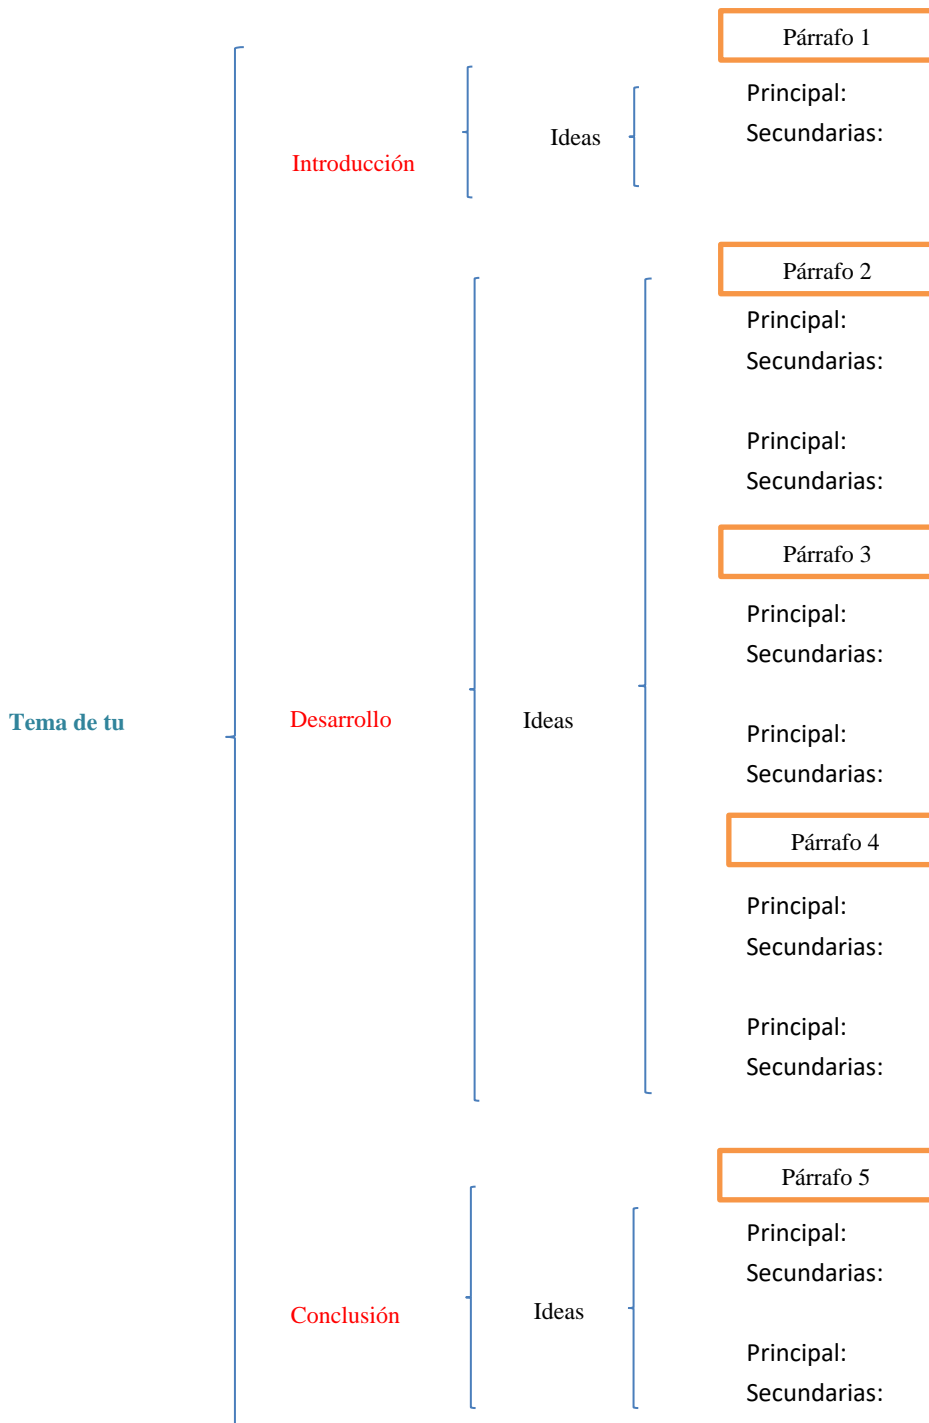 Tema de tu
Introducción
Ideas
Párrafo 1
Principal:
Secundarias:
Desarrollo
Ideas
Párrafo 2
Principal:
Secundarias:
Principal:
Secundarias:
Párrafo 3
Principal:
Secundarias:
Principal:
Secundarias:
Párrafo 4
Principal:
Secundarias:
Principal:
Secundarias:
Conclusión
Ideas
Párrafo 5
Principal:
Secundarias:
Principal:
Secundarias: